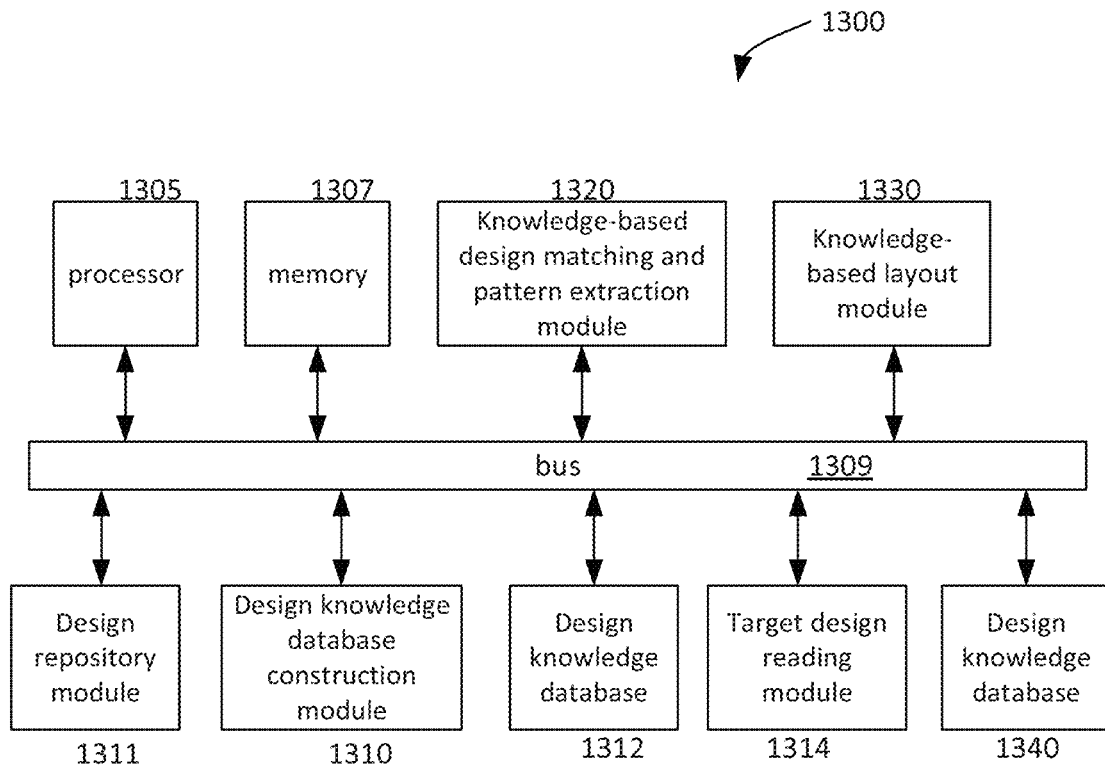 1300
1305
1307
1320
1330
processor
memory
Knowledge-based
design matching and
pattern extraction
module
Knowledge-
based layout
module
bus
1309
Design
repository
module
Design knowledge
database
construction
module
Design
knowledge
database
Target design
reading
module
Design
knowledge
database
1311
1310
1312
1314
1340